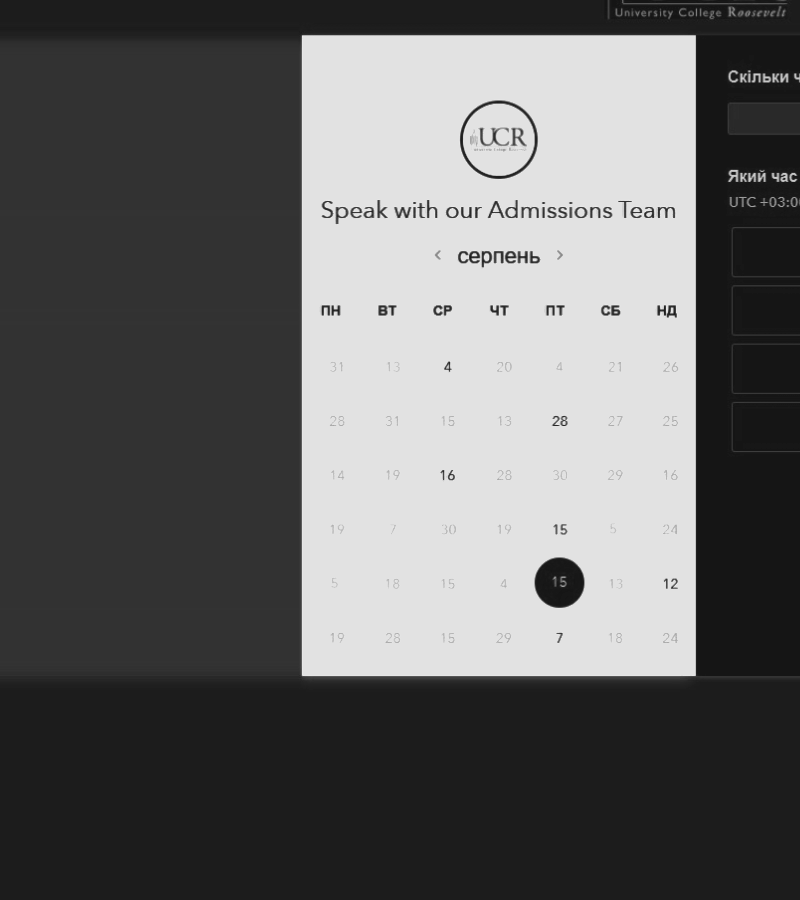 University College Roosevelt
UCR
Speak with our Admissions Team
< серпень >
ПН ВТ СР ЧТ ПТ СБ НД
31 13 4 20 4 21 26
28 31 15 13 28 27 25
14 19 16 28 30 29 16
19 7 30 19 15 5 24
5 18 15 4 15 13 12
19 28 15 29 7 18 24
Скільки
Який час
UTC +03:0